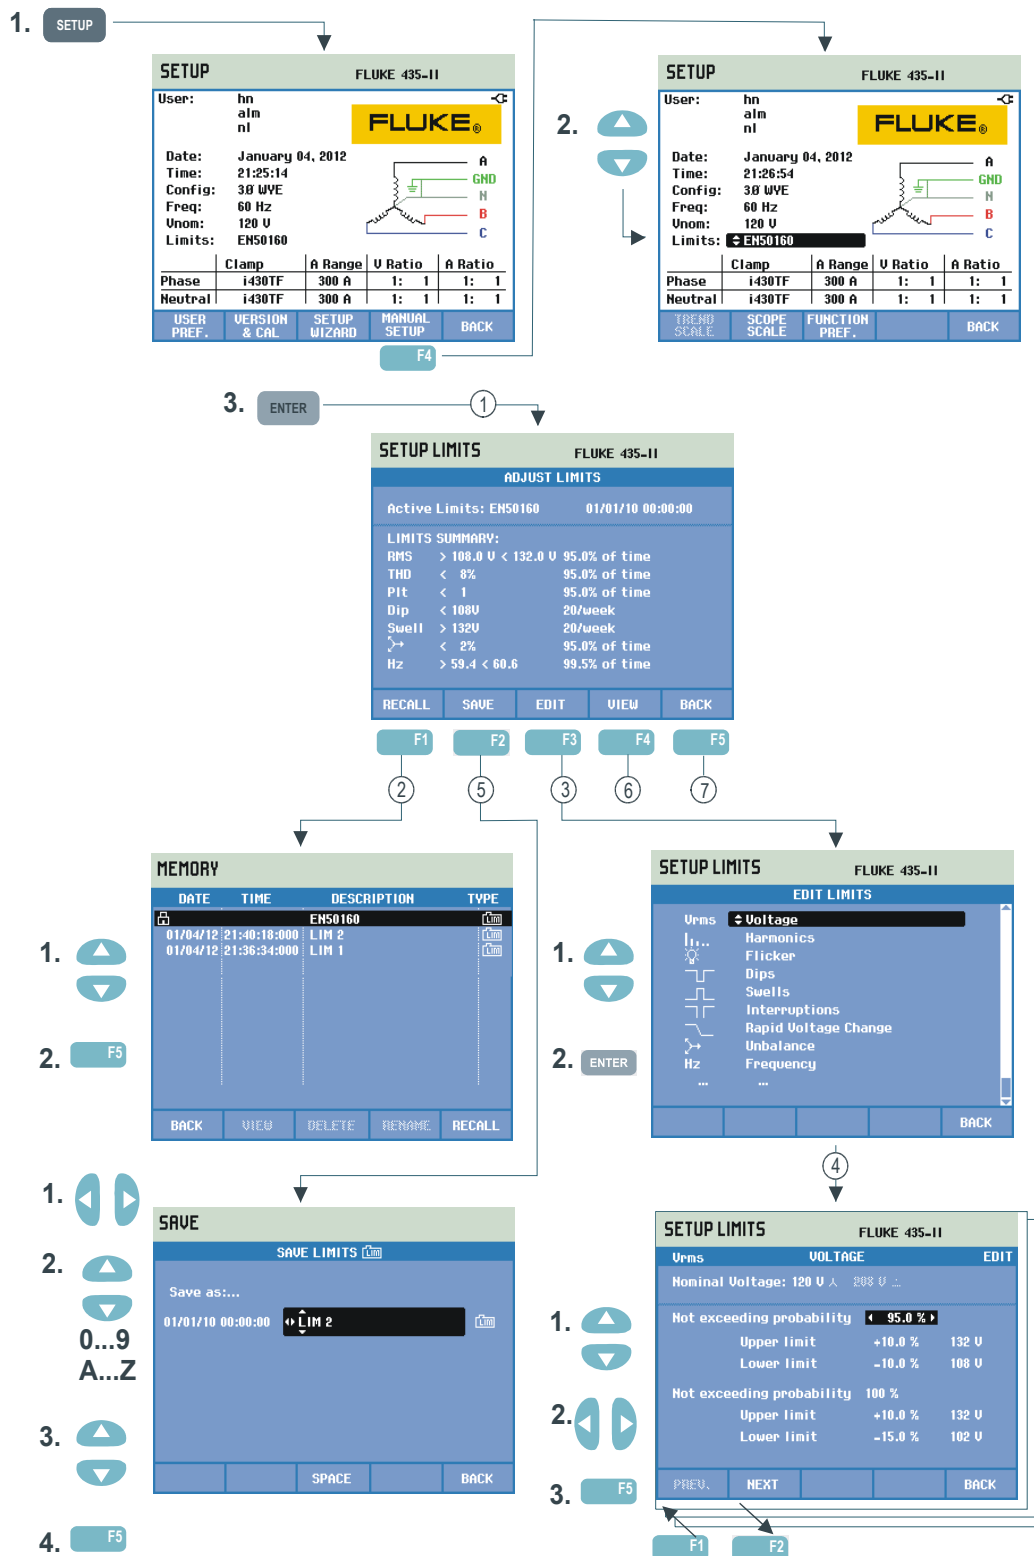 1. SETUP
SETUP FLUKE 435-II
User: hn
alm
nl
FLUKE®
Date: January 04, 2012
Time: 21:25:14
Config: 3Ø WYE
Freq: 60 Hz
Vnom: 120 V
Limits: EN50160
A
GND
N
B
C
Clamp A Range V Ratio A Ratio
Phase i430TF 300 A 1: 1 1: 1
Neutral i430TF 300 A 1: 1 1: 1
USER PREF. VERSION & CAL SETUP WIZARD MANUAL SETUP BACK
F4
2.
SETUP FLUKE 435-II
User: hn
alm
nl
FLUKE®
Date: January 04, 2012
Time: 21:26:54
Config: 3Ø WYE
Freq: 60 Hz
Vnom: 120 V
Limits: EN50160
A
GND
N
B
C
Clamp A Range V Ratio A Ratio
Phase i430TF 300 A 1: 1 1: 1
Neutral i430TF 300 A 1: 1 1: 1
TREND SCALE SCOPE SCALE FUNCTION PREF. BACK
3. ENTER 1
SETUP LIMITS FLUKE 435-II
ADJUST LIMITS
Active Limits: EN50160 01/01/10 00:00:00
LIMITS SUMMARY:
RMS > 108.0 V < 132.0 V 95.0% of time
THD < 8% 95.0% of time
Plt < 1 95.0% of time
Dip < 108V 20/week
Swell > 132V 20/week
< 2% 95.0% of time
Hz > 59.4 < 60.6 99.5% of time
RECALL SAVE EDIT VIEW BACK
F1 F2 F3 F4 F5
2 5 3 6 7
MEMORY
DATE TIME DESCRIPTION TYPE
EN50160 Lim
01/04/12 21:40:18:000 LIM 2 Lim
01/04/12 21:36:34:000 LIM 1 Lim
BACK VIEW DELETE RENAME RECALL
1.
2. F5
SETUP LIMITS FLUKE 435-II
EDIT LIMITS
Vrms Voltage
Harmonics
Flicker
Dips
Swells
Interruptions
Rapid Voltage Change
Unbalance
Hz Frequency
... ...
BACK
1.
2. ENTER
4
1.
2.
0...9
A...Z
3.
4. F5
SAVE
SAVE LIMITS Lim
Save as:...
01/01/10 00:00:00 LIM 2 Lim
SPACE BACK
SETUP LIMITS FLUKE 435-II
Vrms VOLTAGE EDIT
Nominal Voltage: 120 V 208 V
Not exceeding probability 95.0 %
Upper limit +10.0 % 132 V
Lower limit -10.0 % 108 V
Not exceeding probability 100 %
Upper limit +10.0 % 132 V
Lower limit -15.0 % 102 V
PREV. NEXT BACK
1.
2.
3. F5
F1 F2